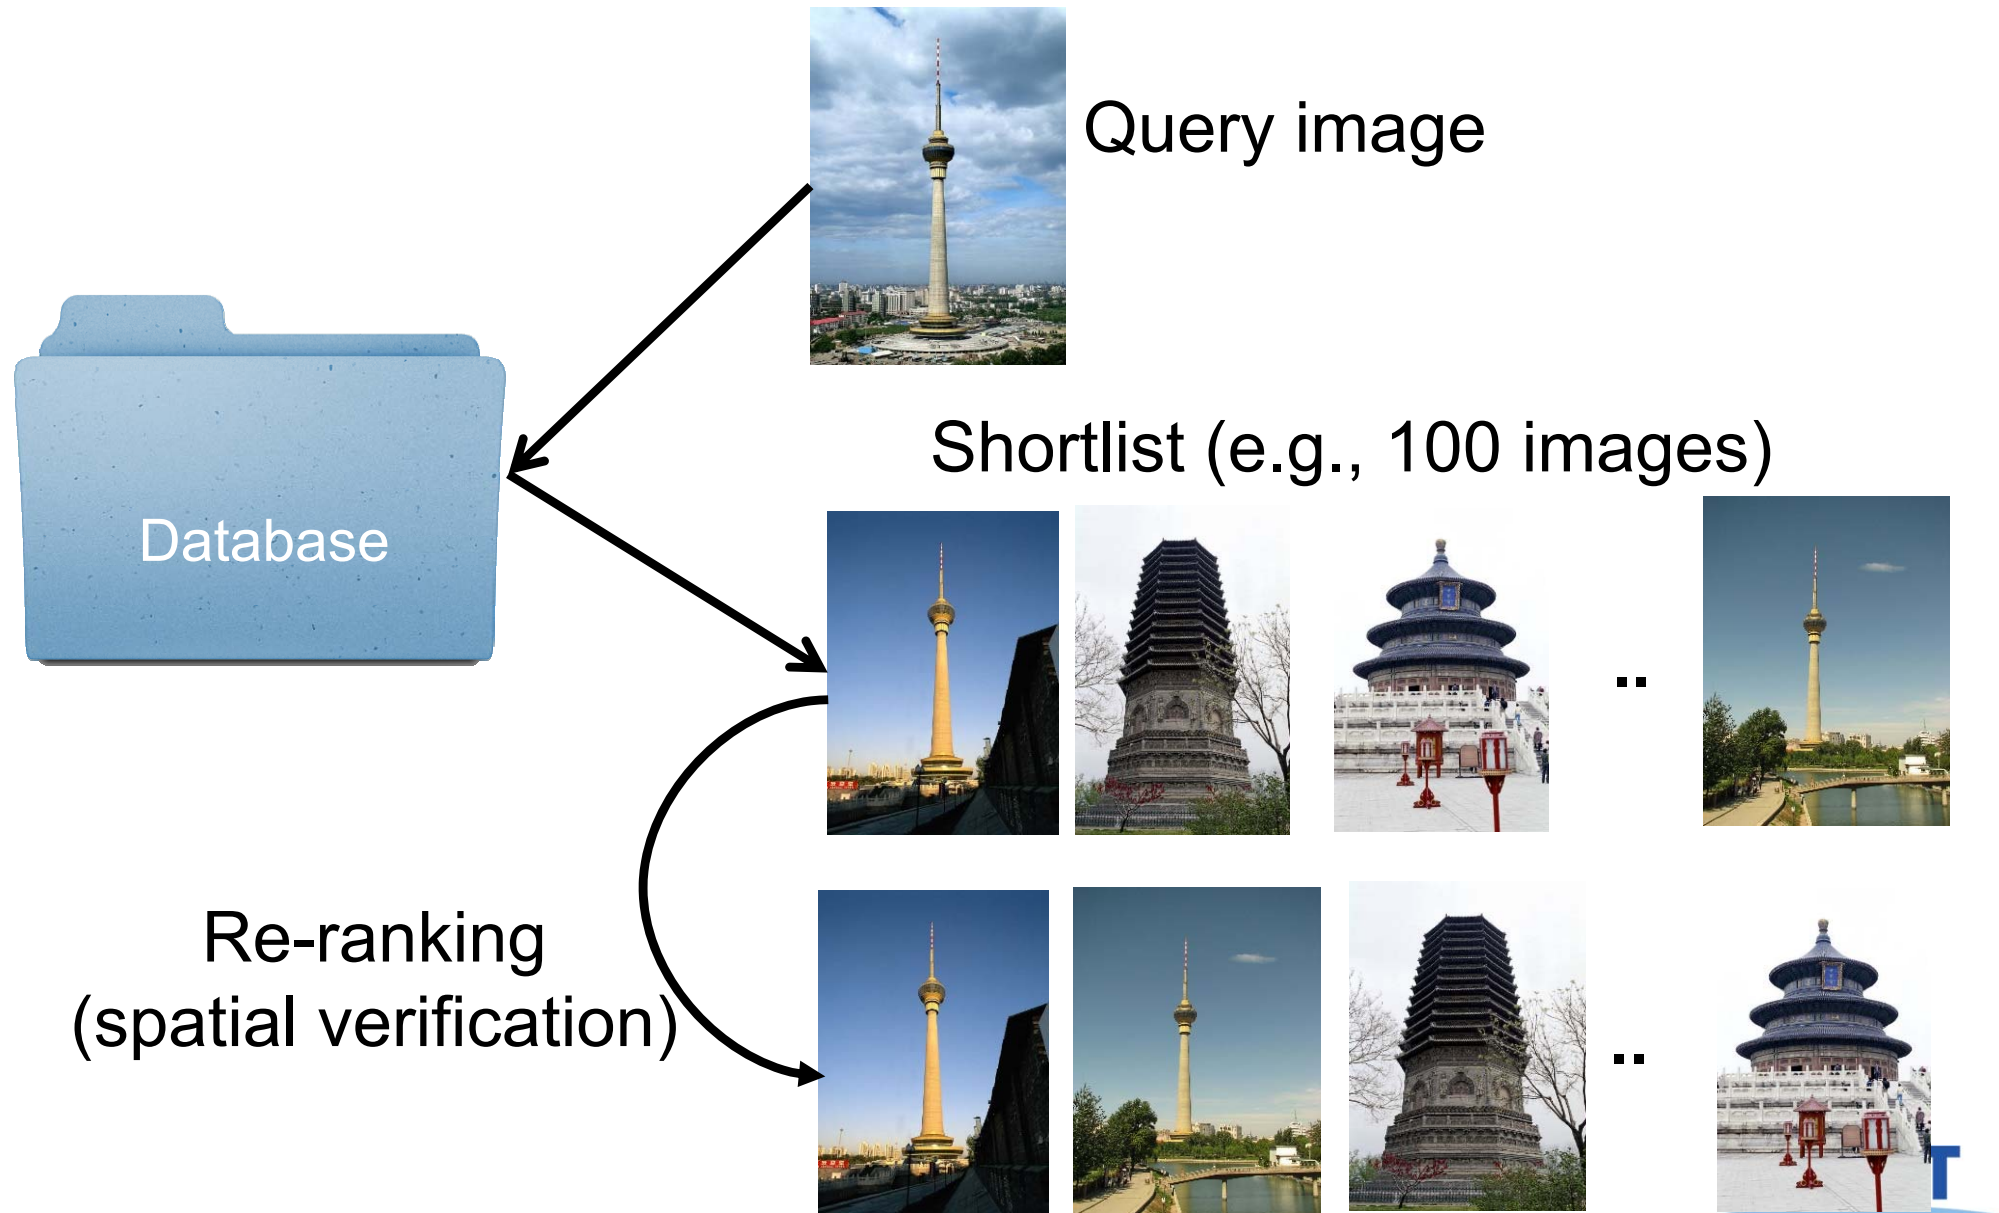 Query image
Shortlist (e.g., 100 images)
Database
..
Re-ranking
(spatial verification)
..
T